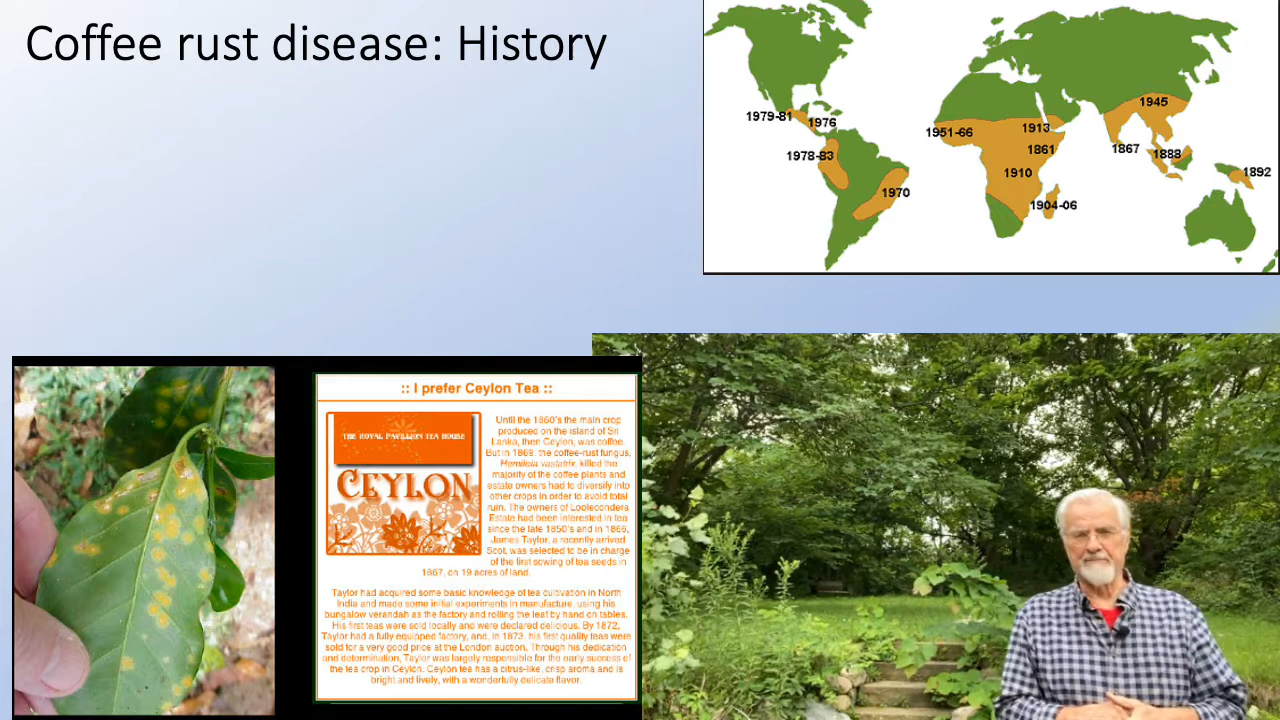 Coffee rust disease: History
1979-81
1976
1978-83
1970
1951-66
1913
1861
1910
1904-06
1945
1867
1888
1892
:: I prefer Ceylon Tea ::
THE ROYAL PAVILLION TEA HOUSE
CEYLON
Until the 1860's the main crop
produced on the island of Sri
Lanka, then Ceylon, was coffee.
But in 1869, the coffee-rust fungus,
Hemileia vastatrix, killed the
majority of the coffee plants and
estate owners had to diversify into
other crops in order to avoid total
ruin. The owners of Loolecondera
Estate had been interested in tea
since the late 1850's and in 1866,
James Taylor, a recently arrived
Scot, was selected to be in charge
of the first sowing of tea seeds in
1867, on 19 acres of land.
Taylor had acquired some basic knowledge of tea cultivation in North
India and made some initial experiments in manufacture, using his
bungalow verandah as the factory and rolling the leaf by hand on tables.
His first teas were sold locally and were declared delicious. By 1872,
Taylor had a fully equipped factory, and, in 1873, his first quality teas were
sold for a very good price at the London auction. Through his dedication
and determination, Taylor was largely responsible for the early success of
the tea crop in Ceylon. Ceylon tea has a citrus-like, crisp aroma and is
bright and lively, with a wonderfully delicate flavor.